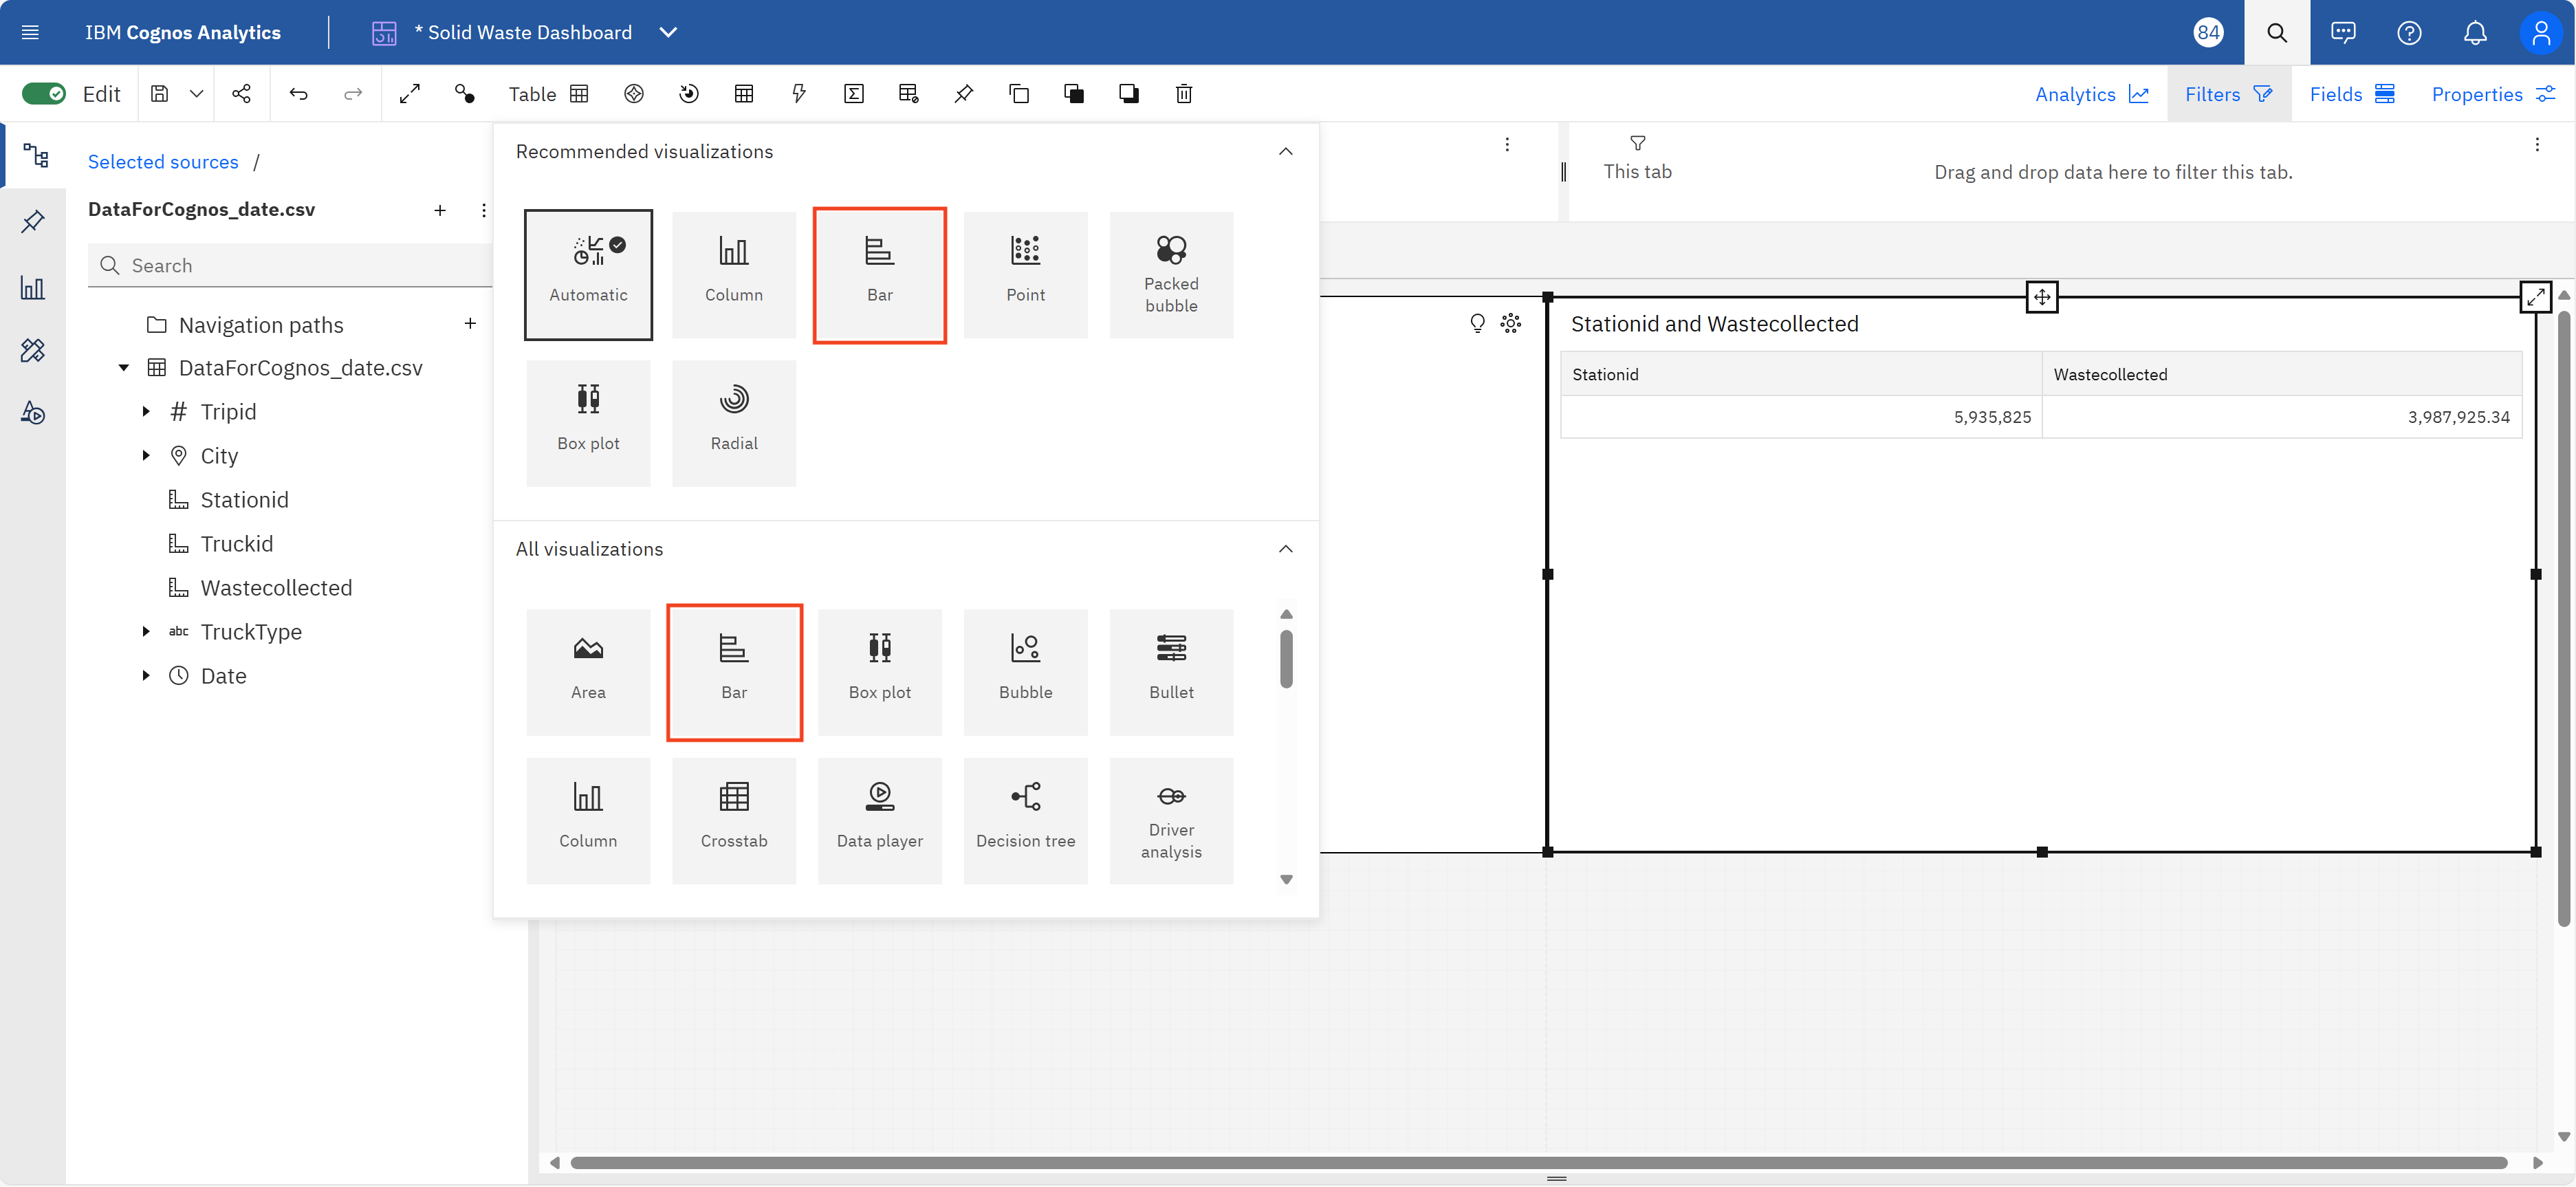 IBM Cognos Analytics
* Solid Waste Dashboard
84
Edit
Table
Analytics
Filters
Fields
Properties
Selected sources /
DataForCognos_date.csv
Search
Navigation paths
DataForCognos_date.csv
# Tripid
City
Stationid
Truckid
Wastecollected
abc TruckType
Date
Recommended visualizations
Automatic
Column
Bar
Point
Packed
bubble
Box plot
Radial
All visualizations
Area
Bar
Box plot
Bubble
Bullet
Column
Crosstab
Data player
Decision tree
Driver
analysis
This tab
Drag and drop data here to filter this tab.
Stationid and Wastecollected
Stationid
Wastecollected
5,935,825
3,987,925.34